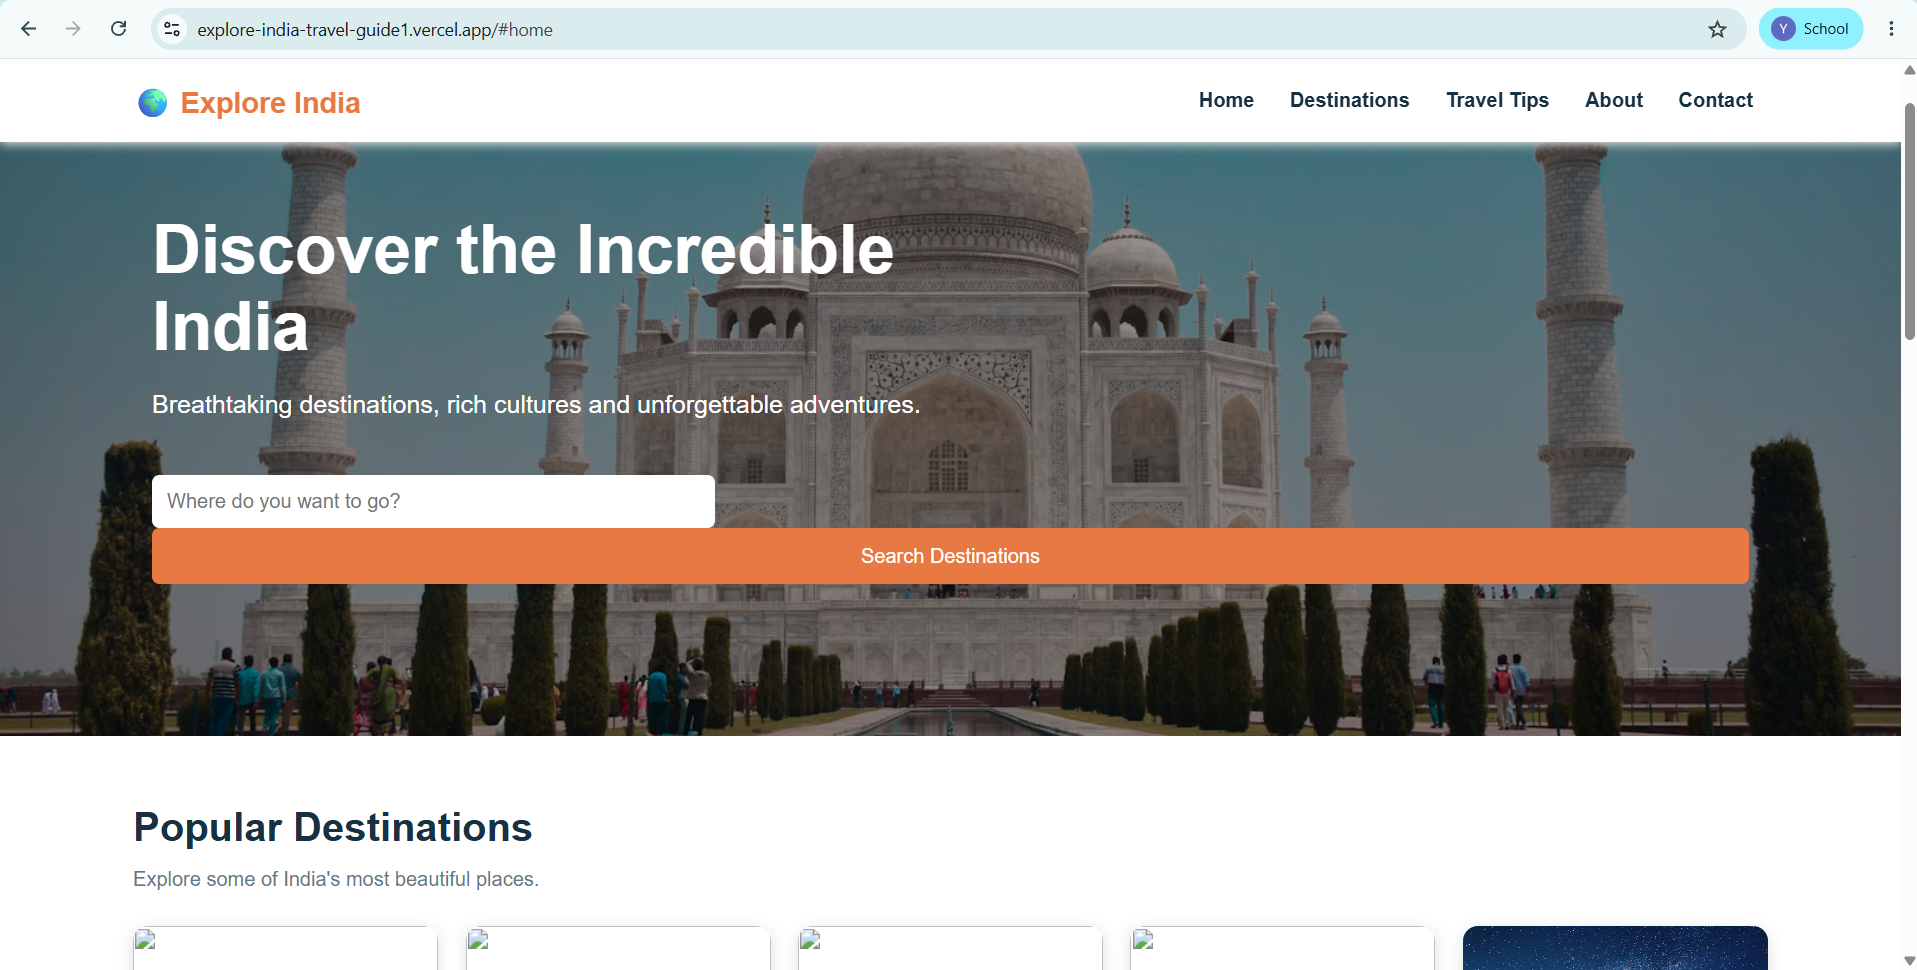 explore-india-travel-guide1.vercel.app/#home
Y School
Explore India
Home Destinations Travel Tips About Contact
Discover the Incredible
India
Breathtaking destinations, rich cultures and unforgettable adventures.
Where do you want to go?
Search Destinations
Popular Destinations
Explore some of India's most beautiful places.